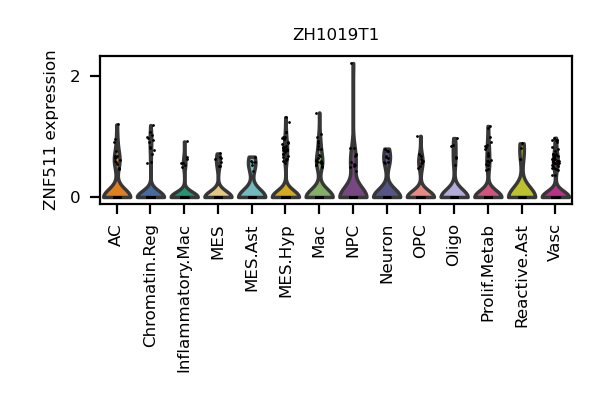 ZH1019T1
ZNF511 expression
2
0
AC
Chromatin.Reg
Inflammatory.Mac
MES
MES.Ast
MES.Hyp
Mac
NPC
Neuron
OPC
Oligo
Prolif.Metab
Reactive.Ast
Vasc